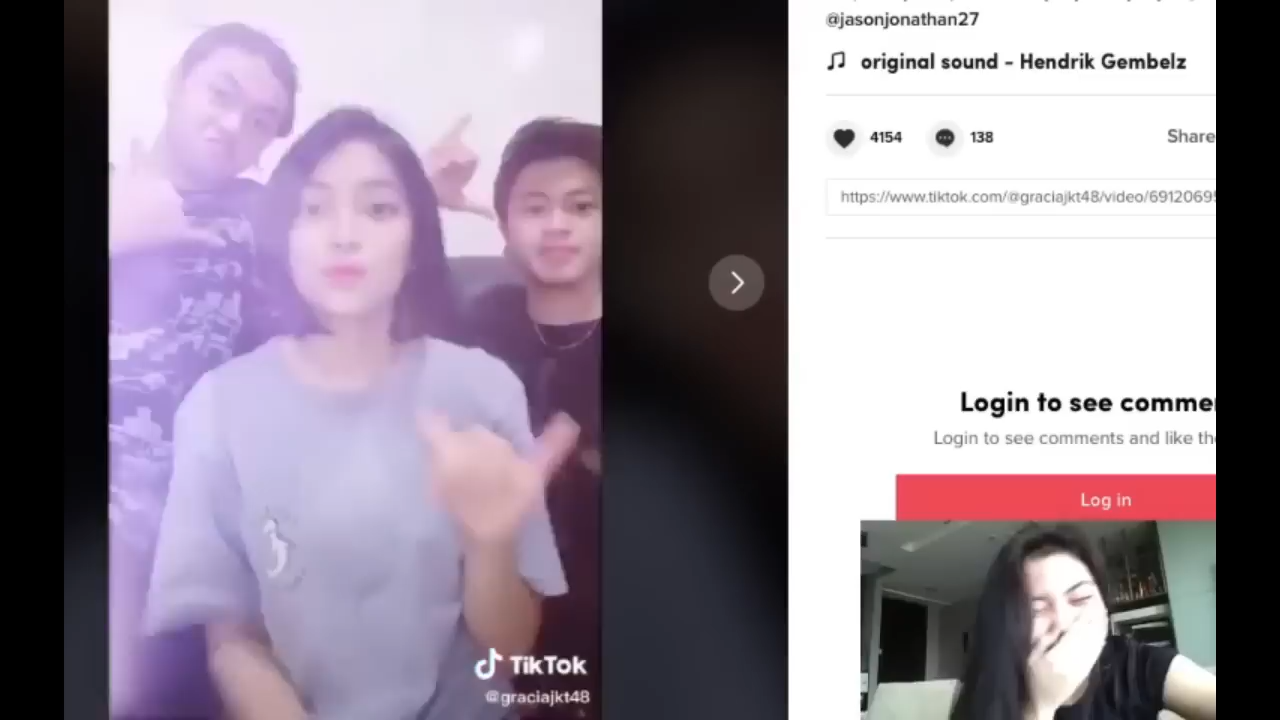 @jasonjonathan27
original sound - Hendrik Gembelz
4154
138
Share
https://www.tiktok.com/@graciajkt48/video/6912069
Login to see comme
Login to see comments and like th
Log in
TikTok
@graciajkt48